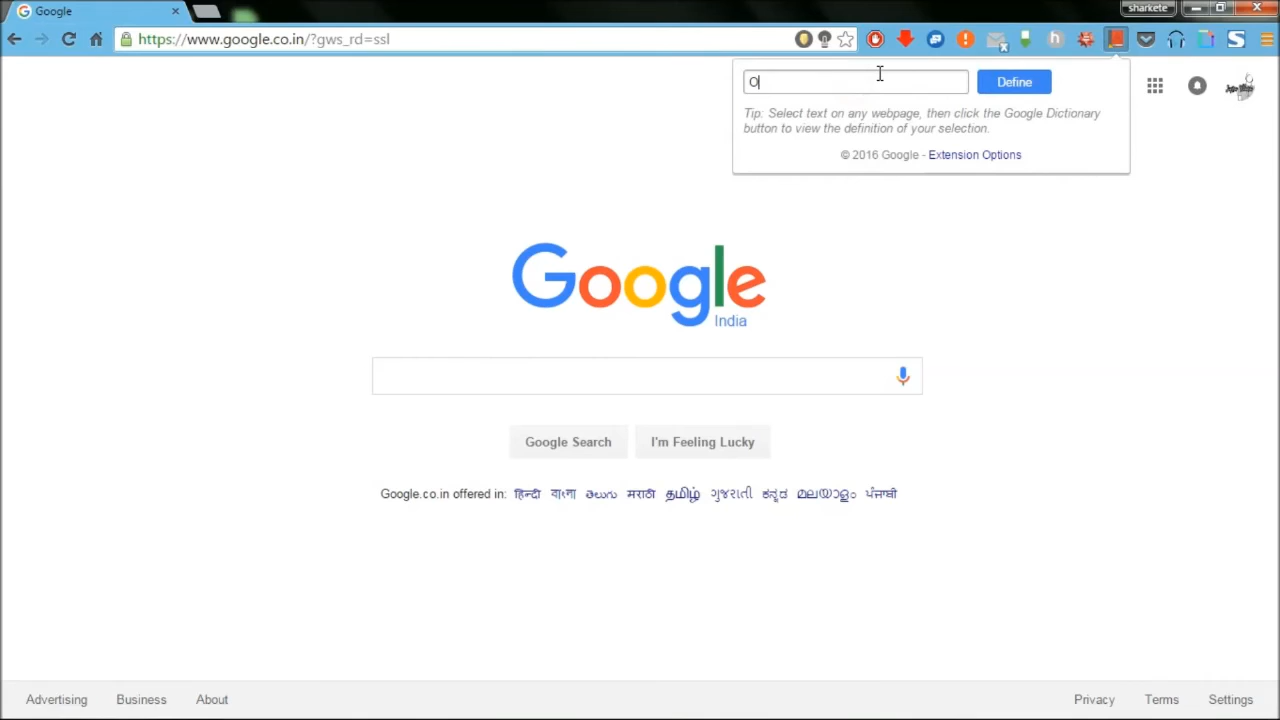 Google
sharkete
https://www.google.co.in/?gws_rd=ssl
O
Define
Tip: Select text on any webpage, then click the Google Dictionary
button to view the definition of your selection.
© 2016 Google - Extension Options
Google
India
Google Search
I'm Feeling Lucky
Google.co.in offered in: हिन्दी বাংলা తెలుగు मराठी தமிழ் ગુજરાતી ಕನ್ನಡ മലയാളം ਪੰਜਾਬੀ
Advertising Business About Privacy Terms Settings